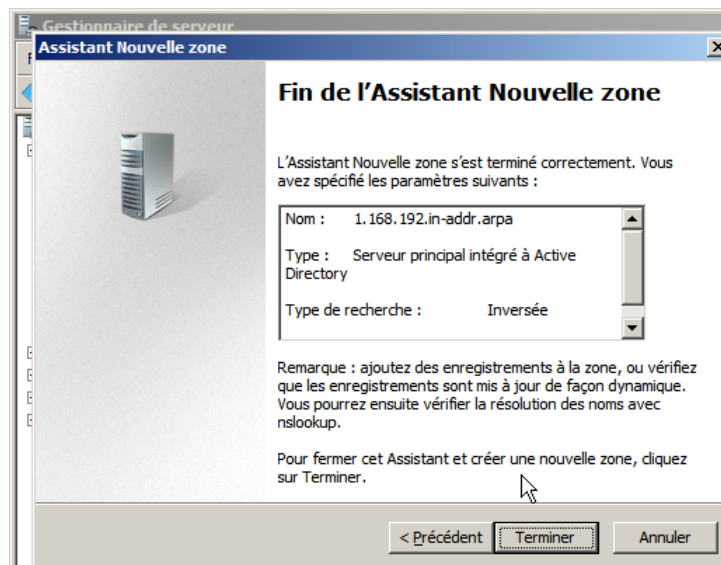 Gestionnaire de serveur
Assistant Nouvelle zone
Fin de l'Assistant Nouvelle zone
L'Assistant Nouvelle zone s'est terminé correctement. Vous
avez spécifié les paramètres suivants :
Nom : 1.168.192.in-addr.arpa
Type : Serveur principal intégré à Active
Directory
Type de recherche : Inversée
Remarque : ajoutez des enregistrements à la zone, ou vérifiez
que les enregistrements sont mis à jour de façon dynamique.
Vous pourrez ensuite vérifier la résolution des noms avec
nslookup.
Pour fermer cet Assistant et créer une nouvelle zone, cliquez
sur Terminer.
< Précédent Terminer Annuler